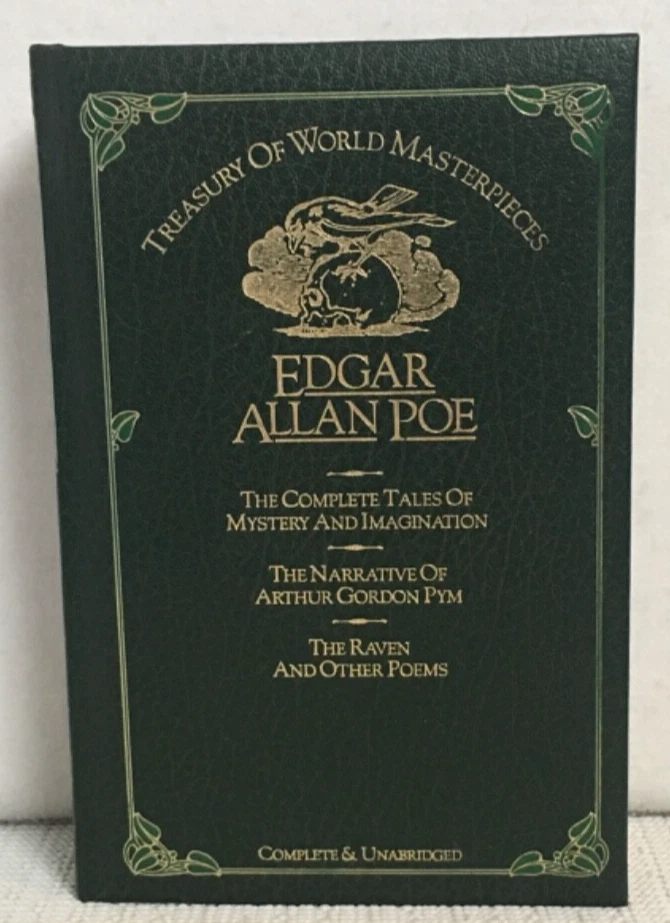 TREASURY OF WORLD MASTERPIECES
EDGAR
ALLAN POE
THE COMPLETE TALES OF
MYSTERY AND IMAGINATION
THE NARRATIVE OF
ARTHUR GORDON PYM
THE RAVEN
AND OTHER POEMS
COMPLETE & UNABRIDGED